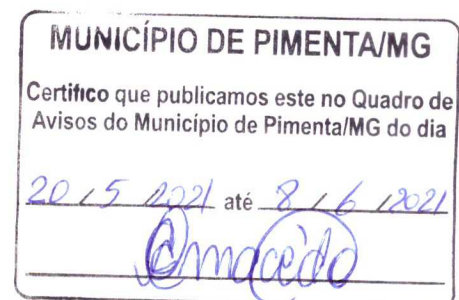 MUNICÍPIO DE PIMENTA/MG
Certifico que publicamos este no Quadro de
Avisos do Município de Pimenta/MG do dia
20 / 5 / 2021 até 8 / 6 / 2021